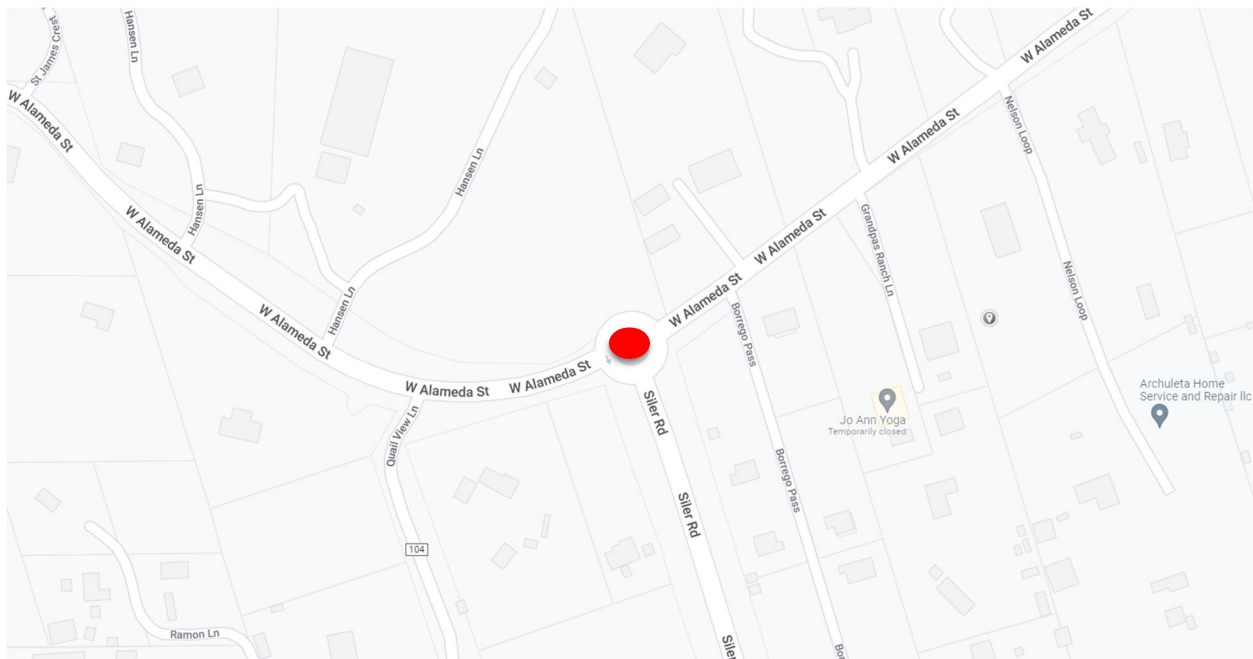 St James Crest
Hansen Ln
W Alameda St
W Alameda St
W Alameda St
Nelson Loop
W Alameda St
Hansen Ln
Hansen Ln
W Alameda St
W Alameda St
Grandpas Ranch Ln
Nelson Loop
W Alameda St
Hansen Ln
W Alameda St
Borrego Pass
W Alameda St
W Alameda St
Quail View Ln
Siler Rd
Jo Ann Yoga
Temporarily closed
Archuleta Home
Service and Repair llc
Borrego Pass
Siler Rd
104
Ramon Ln
Siler
Bo